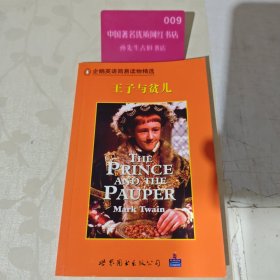 009
中国著名优质网红书店
孙先生古旧书店
企鹅英语简易读物精选
王子与贫儿
THE
PRINCE
AND THE
PAUPER
Mark Twain
世界图书出版公司